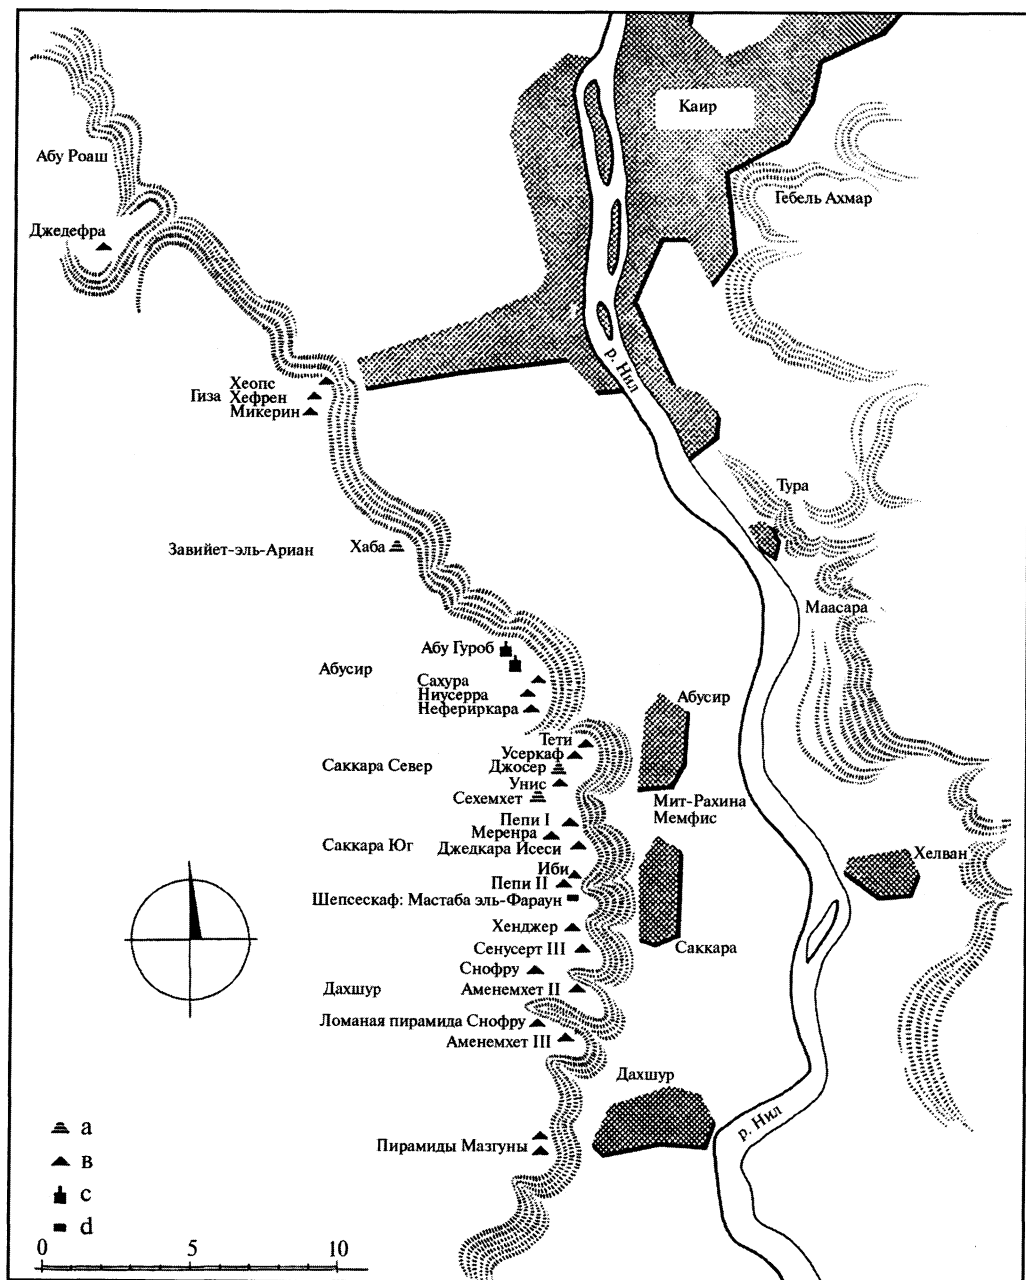 Каир
Абу Роаш
Гебель Ахмар
Джедефра
р. Нил
Хеопс
Гиза Хефрен
Микерин
Тура
Завийет-эль-Ариан Хаба
Маасара
Абу Гуроб
Абусир
Сахура
Ниусерра
Нефериркара
Абусир
Тети
Усеркаф
Саккара Север Джосер
Унис
Сехемхет
Мит-Рахина
Мемфис
Пепи I
Меренра
Саккара Юг Джедкара Исеси
Хелван
Иби
Пепи II
Шепсескаф: Мастаба эль-Фараун
Хенджер
Сенусерт III
Саккара
Снофру
Дахшур Аменемхет II
Ломаная пирамида Снофру
Аменемхет III
Дахшур
р. Нил
Пирамиды Мазгуны
a
в
c
d
0 5 10